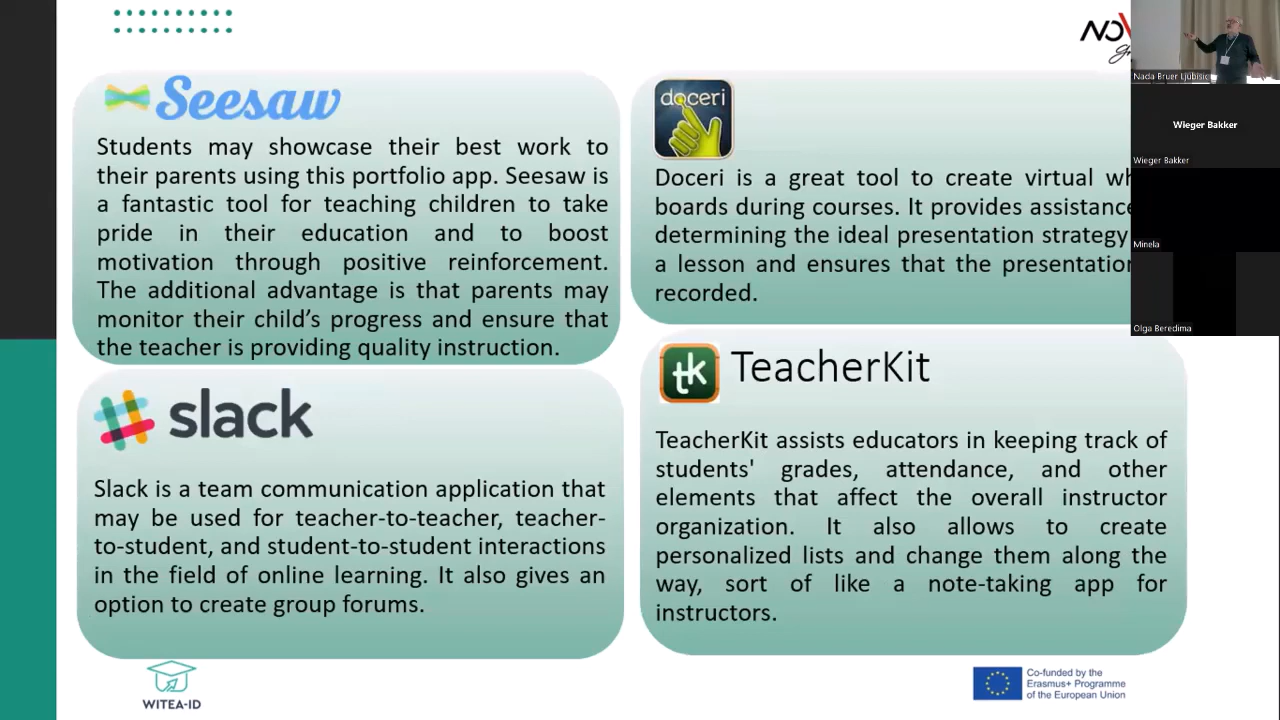 Seesaw
Students may showcase their best work to
their parents using this portfolio app. Seesaw is
a fantastic tool for teaching children to take
pride in their education and to boost
motivation through positive reinforcement.
The additional advantage is that parents may
monitor their child's progress and ensure that
the teacher is providing quality instruction.
doceri
Doceri is a great tool to create virtual
boards during courses. It provides assistance
determining the ideal presentation strategy
a lesson and ensures that the presentation
recorded.
slack
Slack is a team communication application that
may be used for teacher-to-teacher, teacher-
to-student, and student-to-student interactions
in the field of online learning. It also gives an
option to create group forums.
tk TeacherKit
TeacherKit assists educators in keeping track of
students' grades, attendance, and other
elements that affect the overall instructor
organization. It also allows to create
personalized lists and change them along the
way, sort of like a note-taking app for
instructors.
WITEA-ID
Co-funded by the
Erasmus+ Programme
of the European Union
Nada Bruer Ljubisic
Wieger Bakker
Wieger Bakker
Minela
Olga Beredima